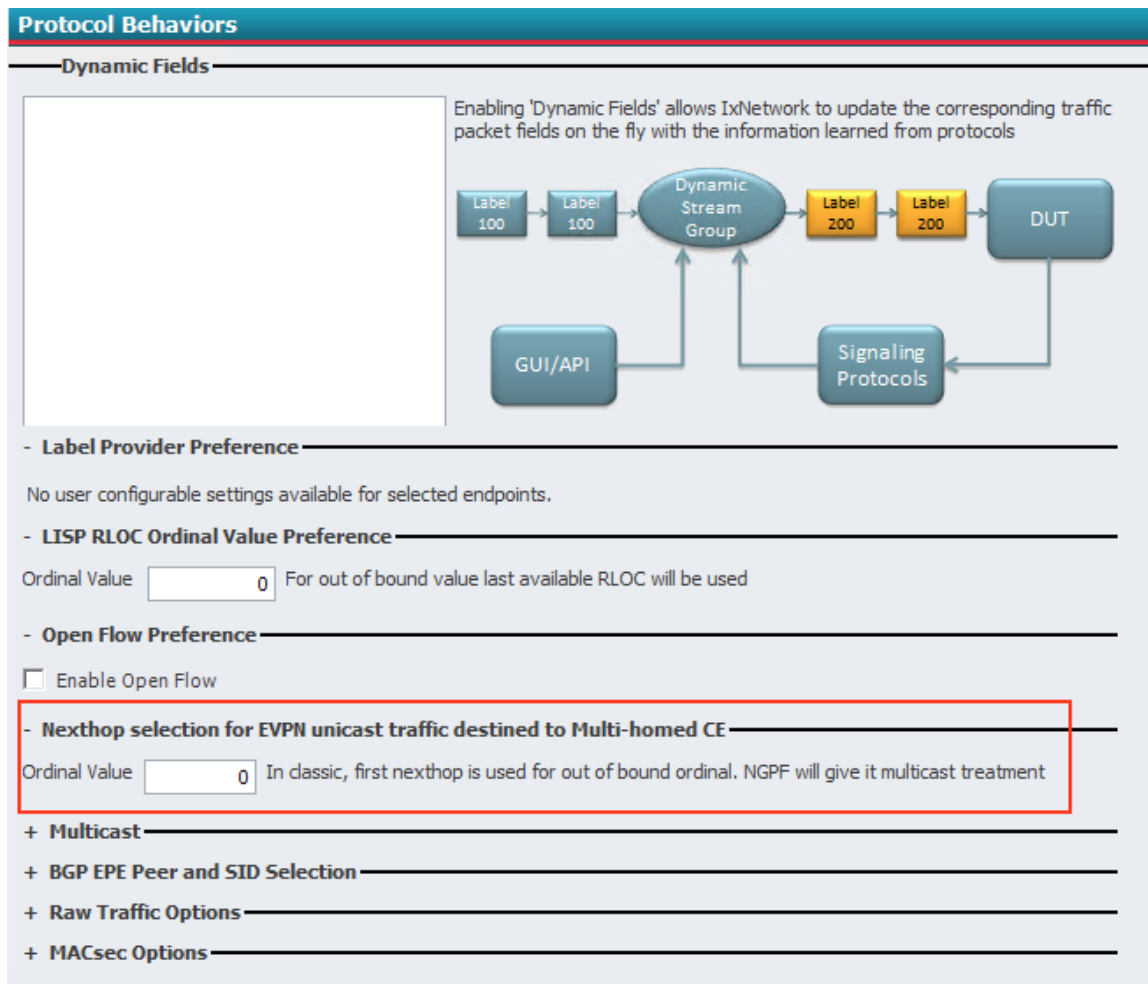 Protocol Behaviors
Dynamic Fields
Enabling 'Dynamic Fields' allows IxNetwork to update the corresponding traffic
packet fields on the fly with the information learned from protocols
Label
100
Label
100
Dynamic
Stream
Group
Label
200
Label
200
DUT
GUI/API
Signaling
Protocols
- Label Provider Preference
No user configurable settings available for selected endpoints.
- LISP RLOC Ordinal Value Preference
Ordinal Value 0 For out of bound value last available RLOC will be used
- Open Flow Preference
Enable Open Flow
- Nexthop selection for EVPN unicast traffic destined to Multi-homed CE
Ordinal Value 0 In classic, first nexthop is used for out of bound ordinal. NGPF will give it multicast treatment
+ Multicast
+ BGP EPE Peer and SID Selection
+ Raw Traffic Options
+ MACsec Options